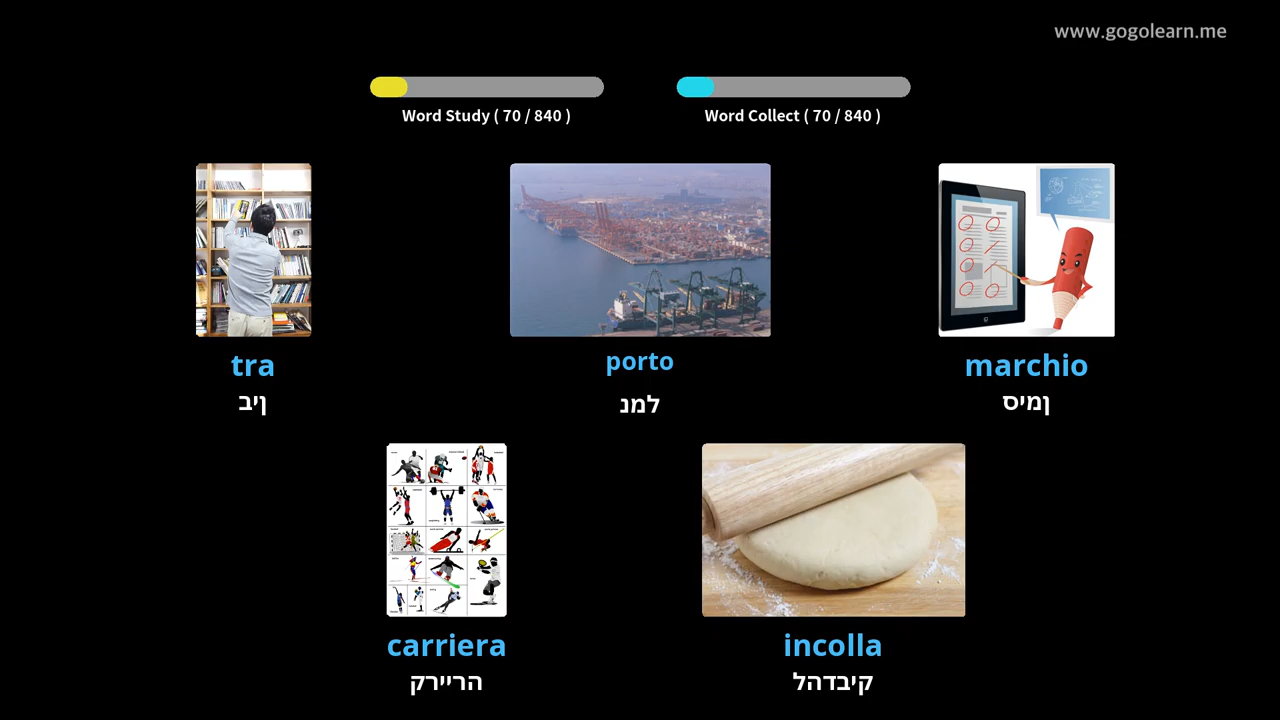 www.gogolearn.me
Word Study ( 70 / 840 )
Word Collect ( 70 / 840 )
tra
ןיב
porto
למנ
marchio
ןמיס
carriera
הריירק
incolla
קיבדהל